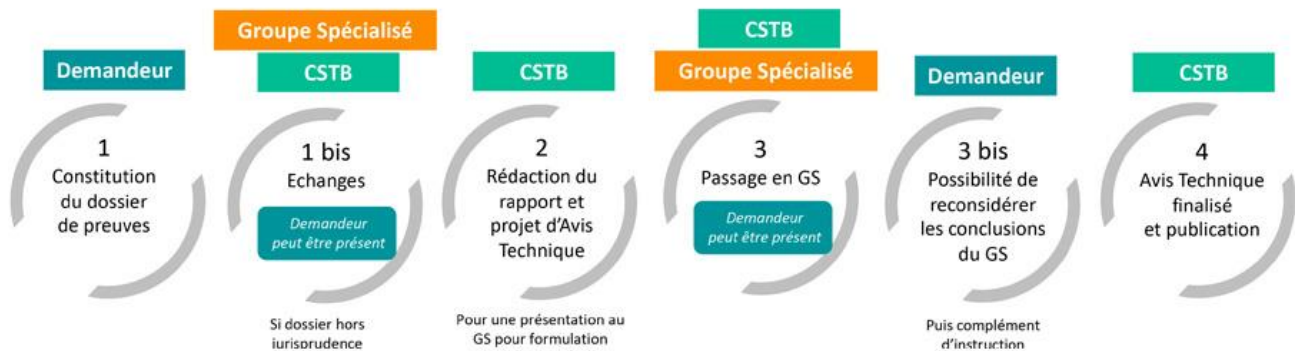 Demandeur
1
Constitution
du dossier
de preuves
Groupe Spécialisé
CSTB
1 bis
Echanges
Demandeur
peut être présent
Si dossier hors
jurisprudence
CSTB
2
Rédaction du
rapport et
projet d'Avis
Technique
Pour une présentation au
GS pour formulation
CSTB
Groupe Spécialisé
3
Passage en GS
Demandeur
peut être présent
Demandeur
3 bis
Possibilité de
reconsidérer
les conclusions
du GS
Puis complément
d'instruction
CSTB
4
Avis Technique
finalisé
et publication